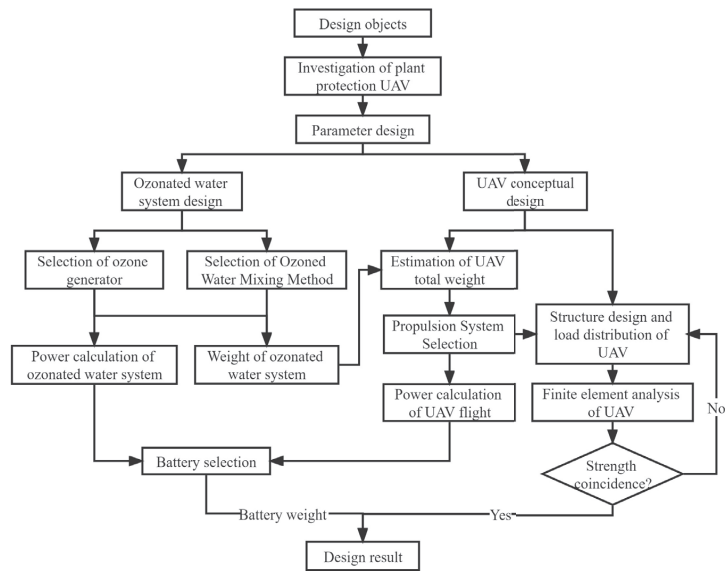 Design objects
Investigation of plant
protection UAV
Parameter design
Ozonated water
system design
UAV conceptual
design
Selection of ozone
generator
Selection of Ozoned
Water Mixing Method
Estimation of UAV
total weight
Structure design and
load distribution of
UAV
Propulsion System
Selection
Power calculation of
ozonated water system
Weight of ozonated
water system
Power calculation
of UAV flight
Finite element analysis
of UAV
No
Battery selection
Strength
coincidence?
Battery weight
Yes
Design result